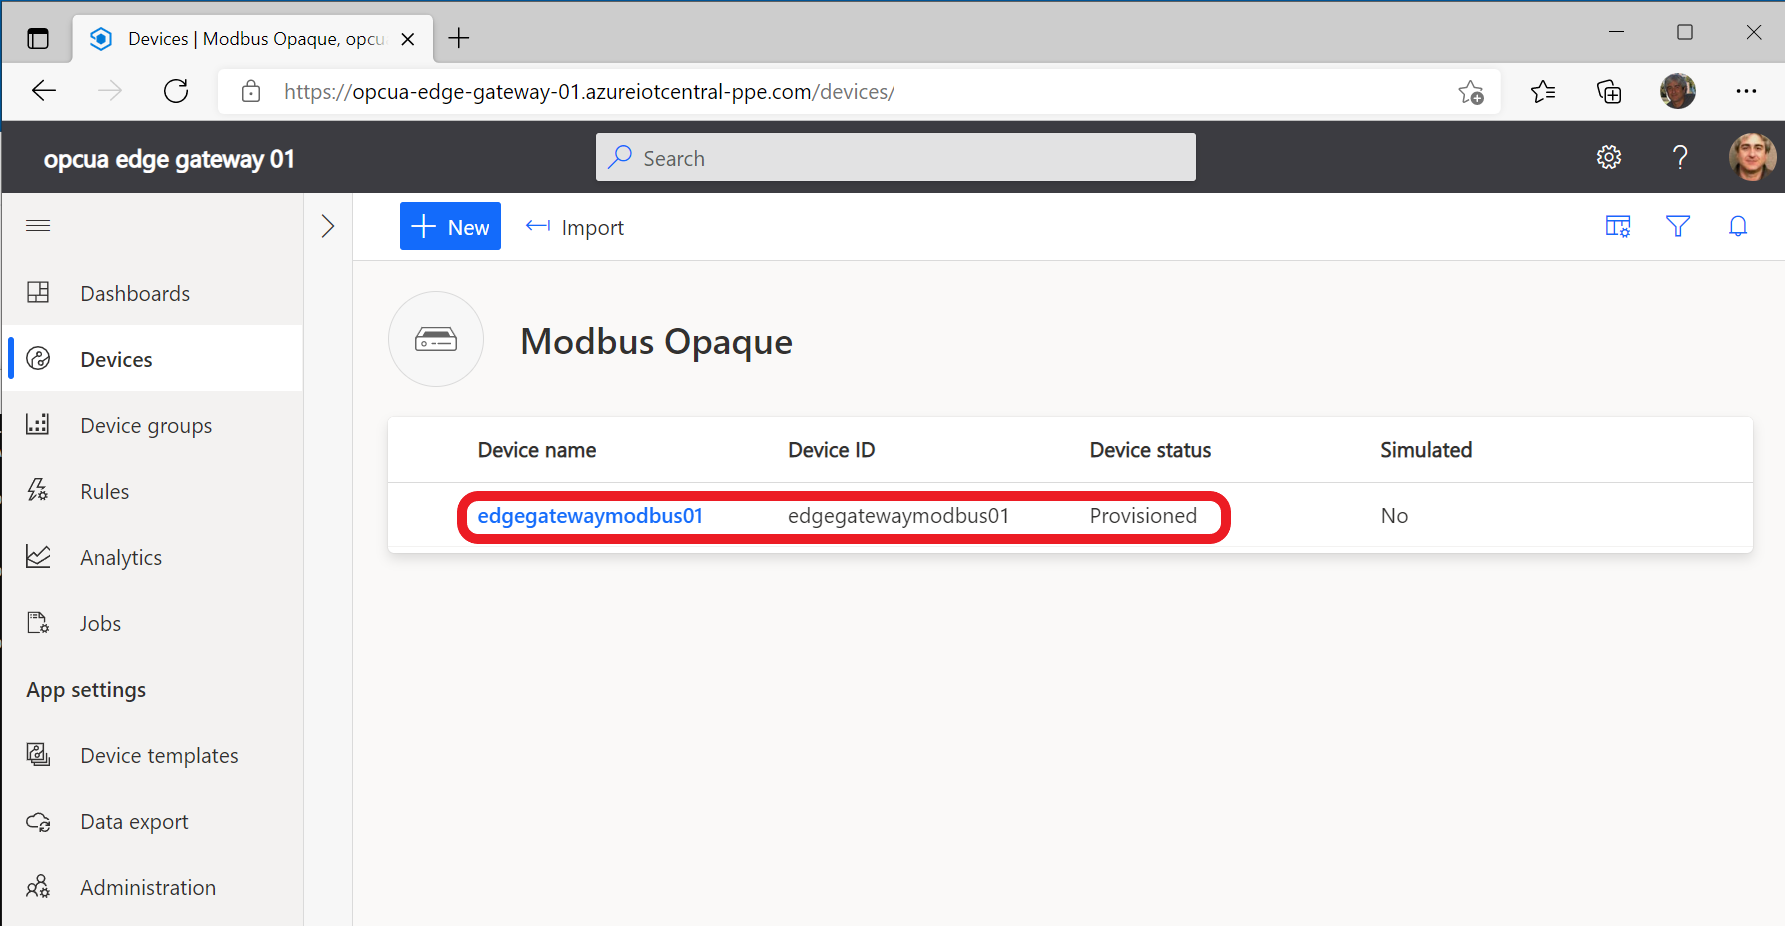 Devices | Modbus Opaque, opcu
https://opcua-edge-gateway-01.azureiotcentral-ppe.com/devices/
opcua edge gateway 01
Search
New
Import
Dashboards
Devices
Device groups
Rules
Analytics
Jobs
App settings
Device templates
Data export
Administration
Modbus Opaque
Device name Device ID Device status Simulated
edgegatewaymodbus01 edgegatewaymodbus01 Provisioned No